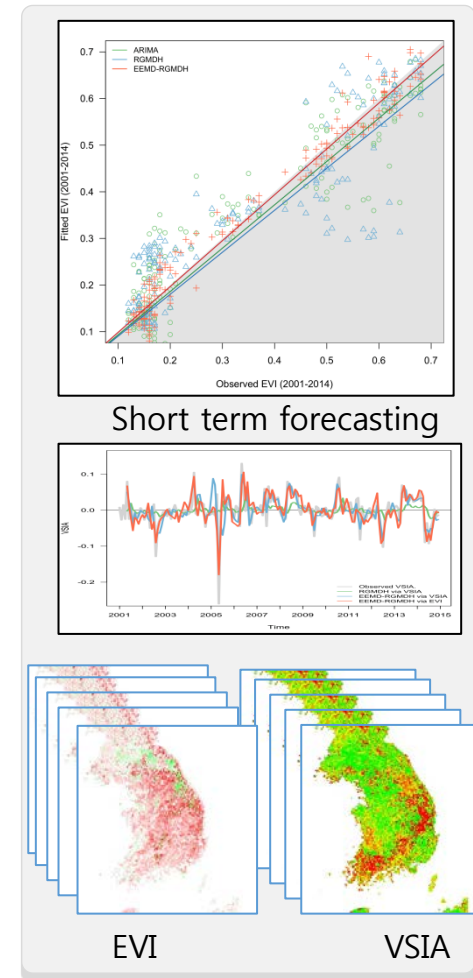 0.7
0.6
0.5
0.4
0.3
0.2
0.1
ARIMA
RGMDH
EEMD-RGMDH
Fitted EVI (2001-2014)
0.1 0.2 0.3 0.4 0.5 0.6 0.7
Observed EVI (2001-2014)
Short term forecasting
0.1
0.0
-0.1
-0.2
VSIA
Observed VSIA,
RGMDH via VSIA
EEMD-RGMDH via VSIA
EEMD-RGMDH via EVI
2001 2003 2005 2007 2009 2011 2013 2015
Time
EVI VSIA